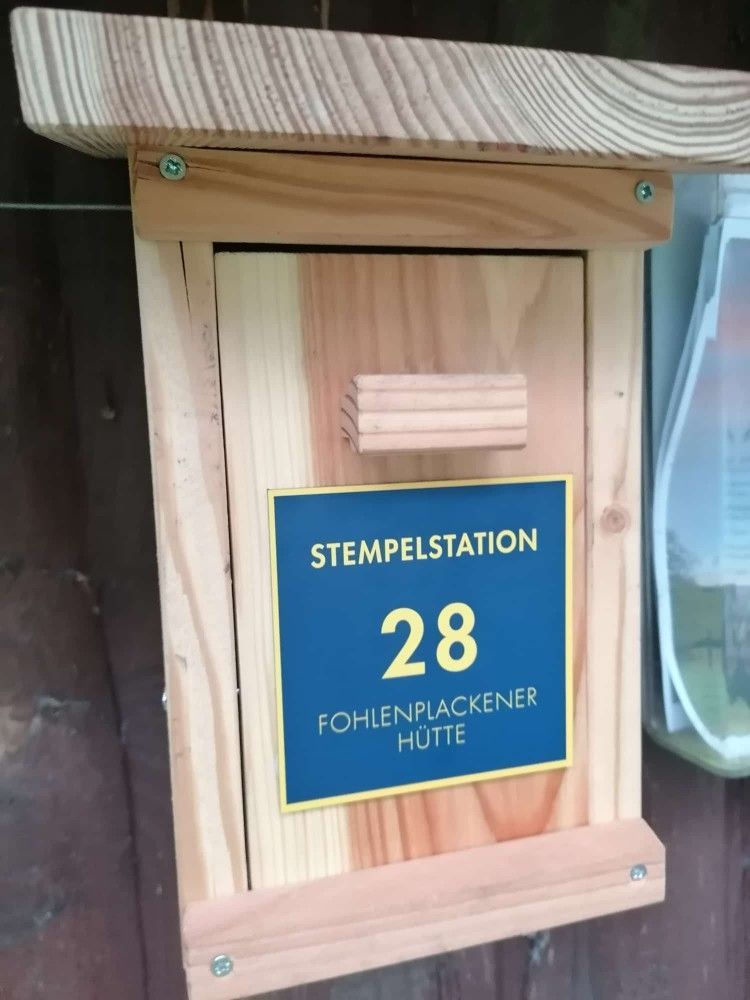 STEMPELSTATION
28
FOHLENPLACKENER
HÜTTE